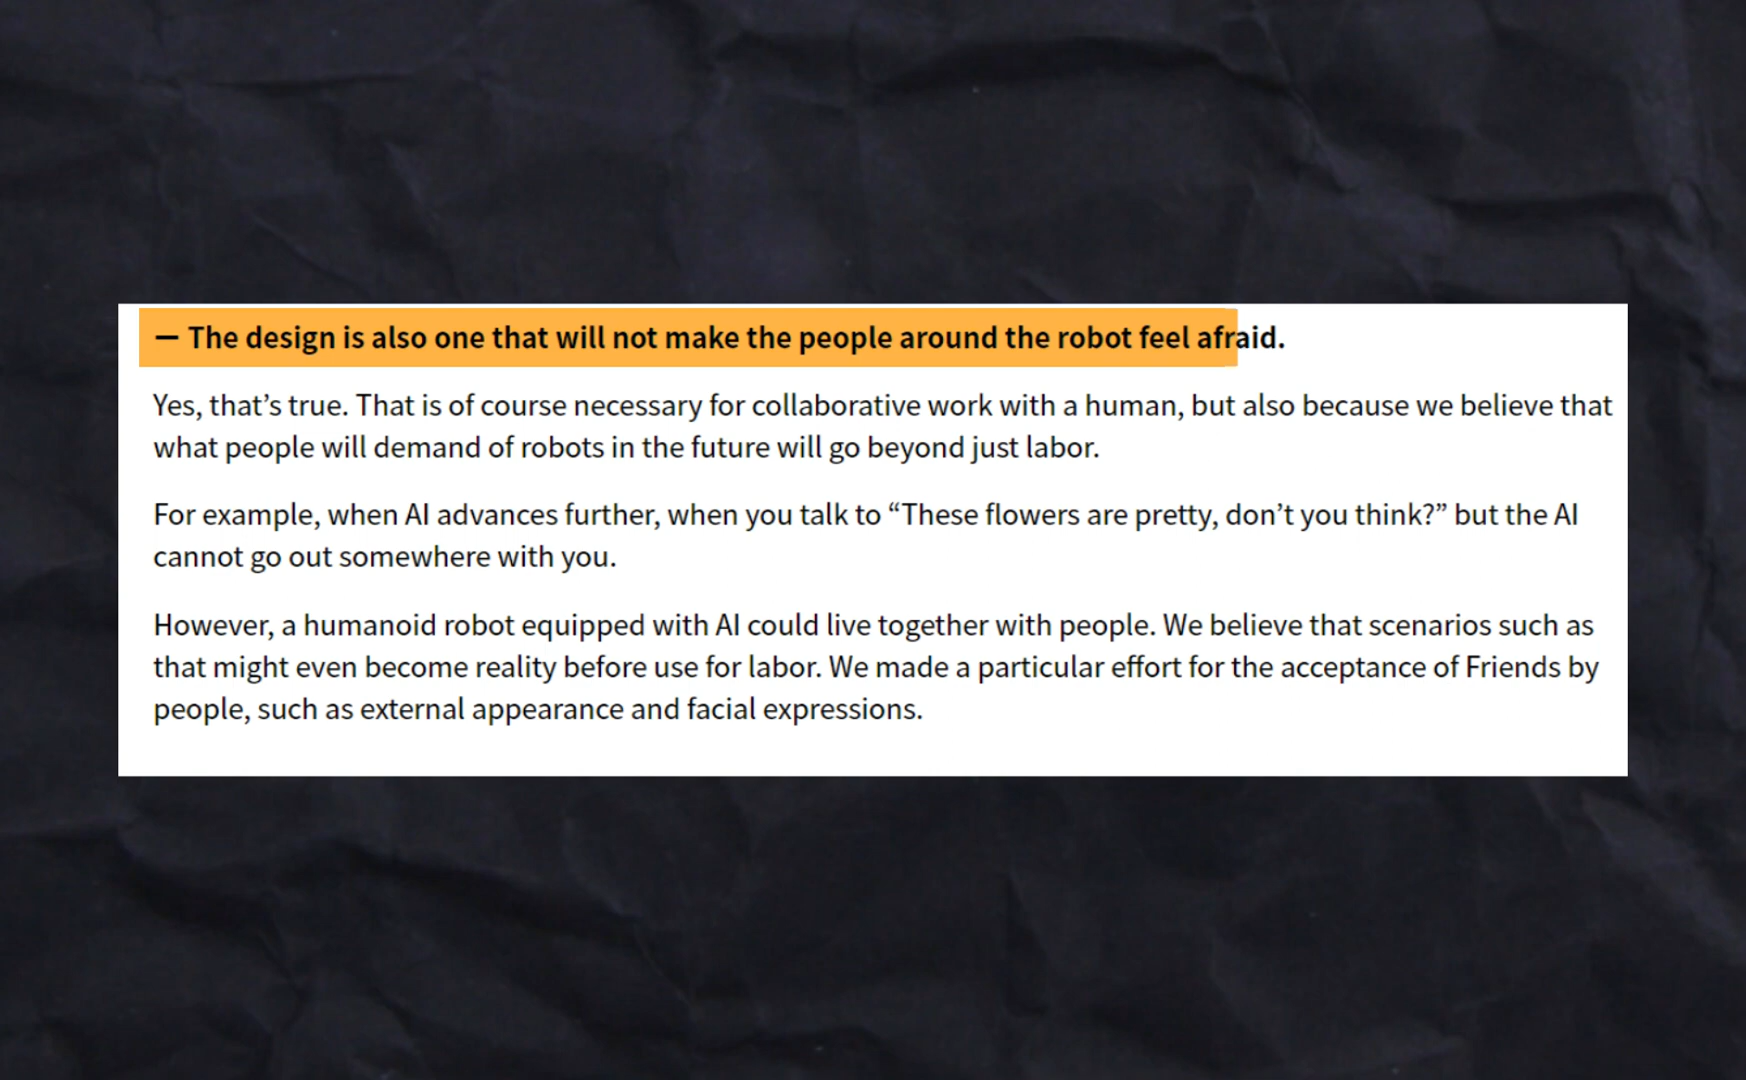 — The design is also one that will not make the people around the robot feel afraid.
Yes, that’s true. That is of course necessary for collaborative work with a human, but also because we believe that
what people will demand of robots in the future will go beyond just labor.
For example, when AI advances further, when you talk to “These flowers are pretty, don’t you think?” but the AI
cannot go out somewhere with you.
However, a humanoid robot equipped with AI could live together with people. We believe that scenarios such as
that might even become reality before use for labor. We made a particular effort for the acceptance of Friends by
people, such as external appearance and facial expressions.